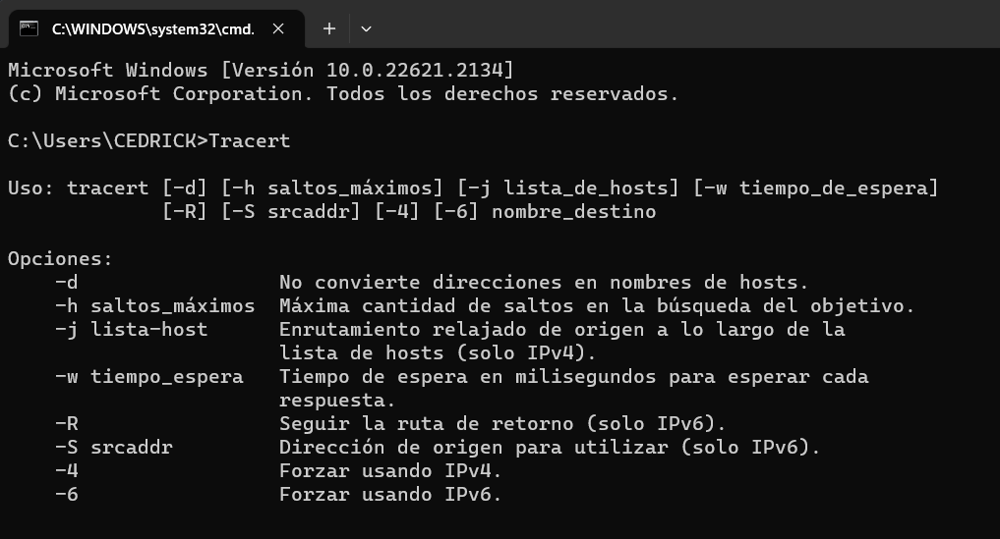 C:\WINDOWS\system32\cmd.
Microsoft Windows [Versión 10.0.22621.2134]
(c) Microsoft Corporation. Todos los derechos reservados.
C:\Users\CEDRICK>Tracert
Uso: tracert [-d] [-h saltos_máximos] [-j lista_de_hosts] [-w tiempo_de_espera]
[-R] [-S srcaddr] [-4] [-6] nombre_destino
Opciones:
-d No convierte direcciones en nombres de hosts.
-h saltos_máximos Máxima cantidad de saltos en la búsqueda del objetivo.
-j lista-host Enrutamiento relajado de origen a lo largo de la
lista de hosts (solo IPv4).
-w tiempo_espera Tiempo de espera en milisegundos para esperar cada
respuesta.
-R Seguir la ruta de retorno (solo IPv6).
-S srcaddr Dirección de origen para utilizar (solo IPv6).
-4 Forzar usando IPv4.
-6 Forzar usando IPv6.